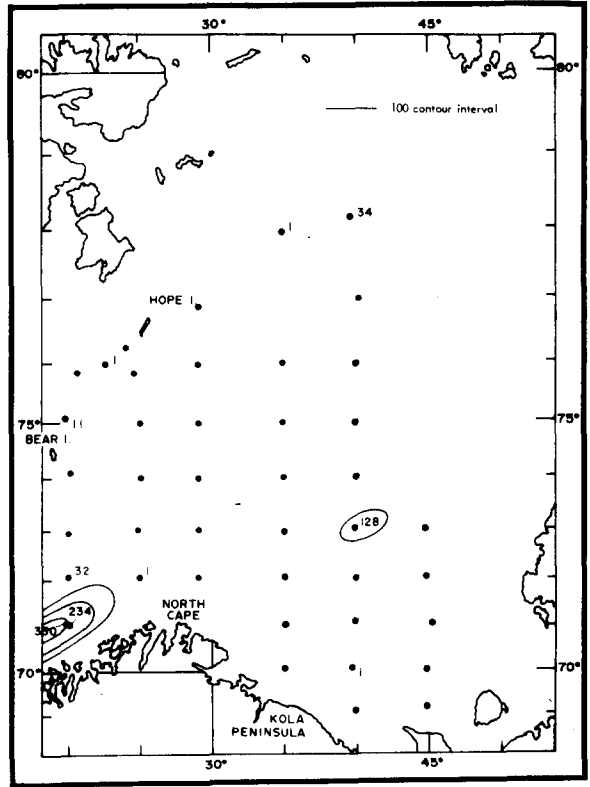 30° 45°
80° 80°
100 contour interval
1 34
HOPE I.
1
75° 11 75°
BEAR I.
128
32 1
234
NORTH
CAPE
70° 1 70°
KOLA
PENINSULA
30° 45°